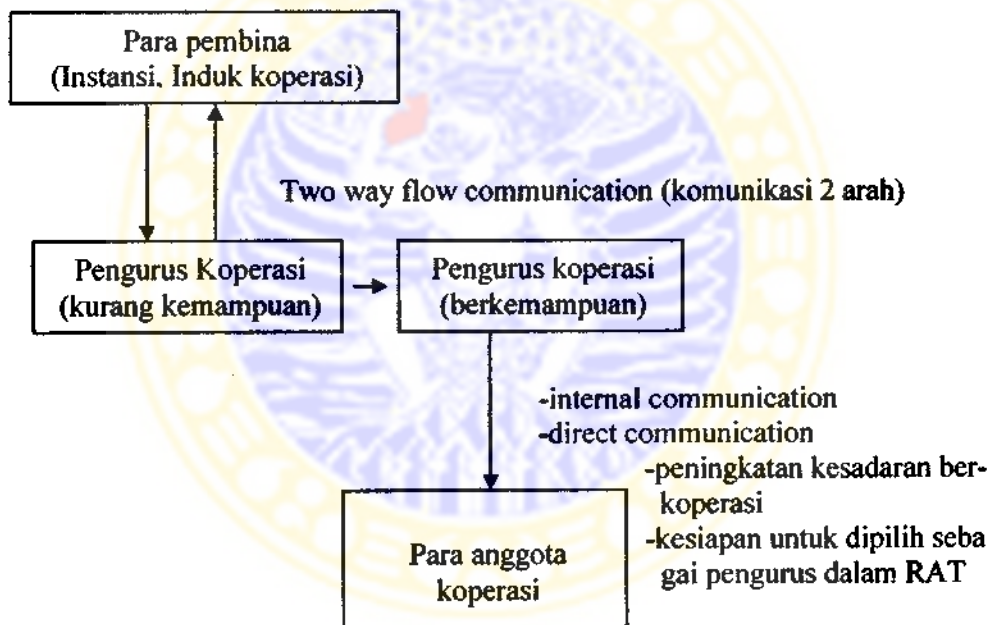 Para pembina
(Instansi, Induk koperasi)
Two way flow communication (komunikasi 2 arah)
Pengurus Koperasi
(kurang kemampuan)
Pengurus koperasi
(berkemampuan)
-internal communication
-direct communication
-peningkatan kesadaran ber-
koperasi
-kesiapan untuk dipilih seba
gai pengurus dalam RAT
Para anggota
koperasi